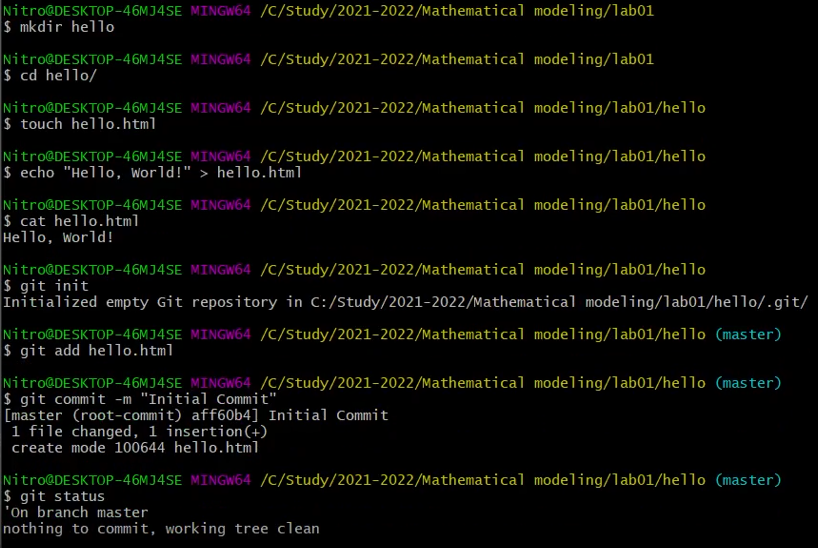 Nitro@DESKTOP-46MJ4SE MINGW64 /C/Study/2021-2022/Mathematical modeling/lab01
$ mkdir hello
Nitro@DESKTOP-46MJ4SE MINGW64 /C/Study/2021-2022/Mathematical modeling/lab01
$ cd hello/
Nitro@DESKTOP-46MJ4SE MINGW64 /C/Study/2021-2022/Mathematical modeling/lab01/hello
$ touch hello.html
Nitro@DESKTOP-46MJ4SE MINGW64 /C/Study/2021-2022/Mathematical modeling/lab01/hello
$ echo "Hello, World!" > hello.html
Nitro@DESKTOP-46MJ4SE MINGW64 /C/Study/2021-2022/Mathematical modeling/lab01/hello
$ cat hello.html
Hello, World!
Nitro@DESKTOP-46MJ4SE MINGW64 /C/Study/2021-2022/Mathematical modeling/lab01/hello
$ git init
Initialized empty Git repository in C:/Study/2021-2022/Mathematical modeling/lab01/hello/.git/
Nitro@DESKTOP-46MJ4SE MINGW64 /C/Study/2021-2022/Mathematical modeling/lab01/hello (master)
$ git add hello.html
Nitro@DESKTOP-46MJ4SE MINGW64 /C/Study/2021-2022/Mathematical modeling/lab01/hello (master)
$ git commit -m "Initial Commit"
[master (root-commit) aff60b4] Initial Commit
 1 file changed, 1 insertion(+)
 create mode 100644 hello.html
Nitro@DESKTOP-46MJ4SE MINGW64 /C/Study/2021-2022/Mathematical modeling/lab01/hello (master)
$ git status
'On branch master
nothing to commit, working tree clean